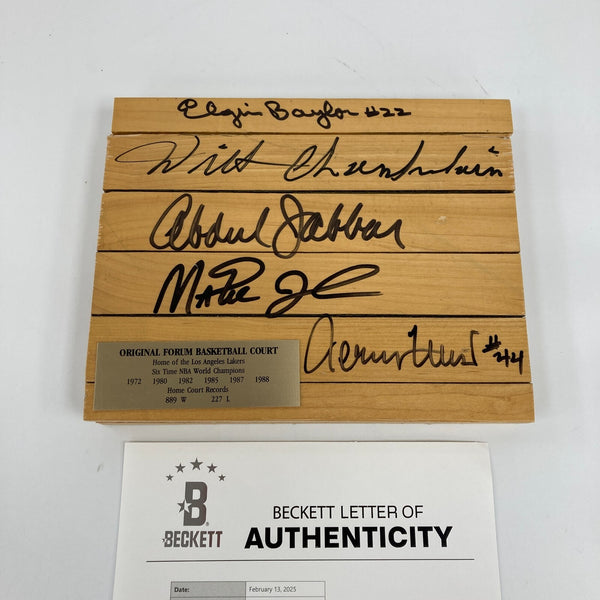 Elgin Baylor #22
Wilt Chamberlain
Abdul Jabbar
Magic J
Jerry West #44
ORIGINAL FORUM BASKETBALL COURT
Home of the Los Angeles Lakers
Six Time NBA World Champions
1972 1980 1982 1985 1987 1988
Home Court Records
889 W 227 L
B
BECKETT
BECKETT LETTER OF
AUTHENTICITY
Date: February 13, 2025